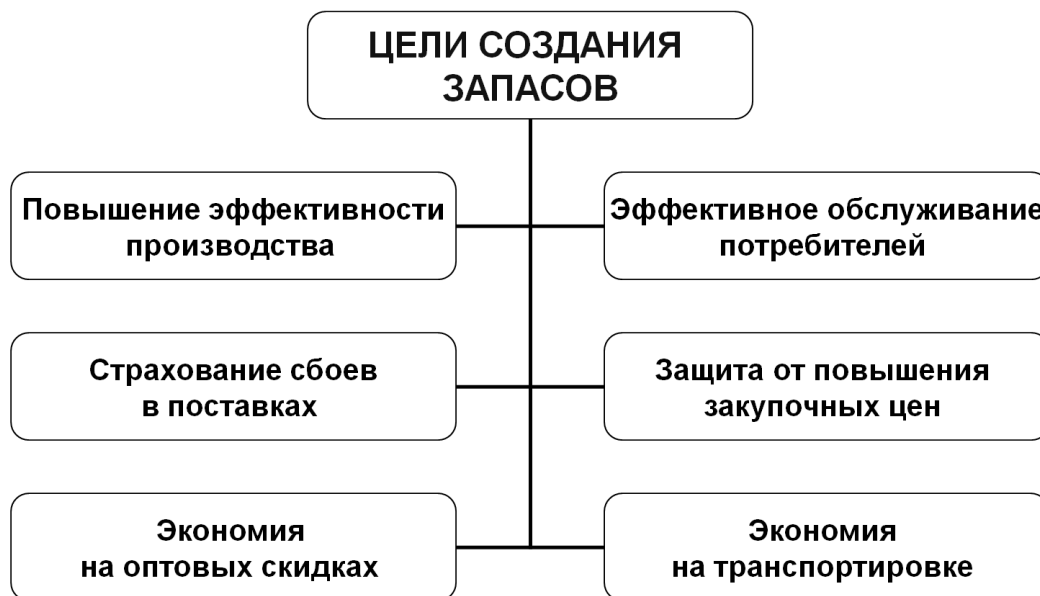 ЦЕЛИ СОЗДАНИЯ
ЗАПАСОВ
Повышение эффективности
производства
Эффективное обслуживание
потребителей
Страхование сбоев
в поставках
Защита от повышения
закупочных цен
Экономия
на оптовых скидках
Экономия
на транспортировке